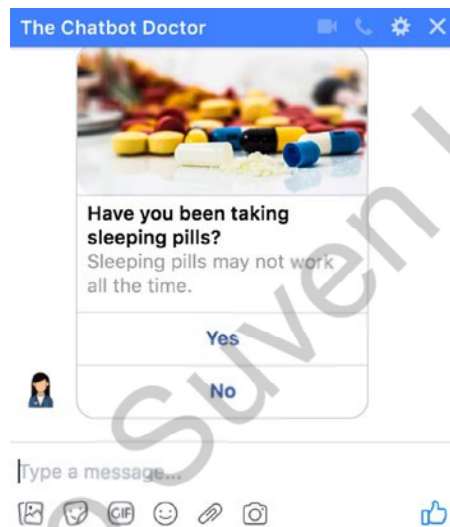 The Chatbot Doctor
Have you been taking
sleeping pills?
Sleeping pills may not work
all the time.
Yes
No
Type a message...
GIF
Suven